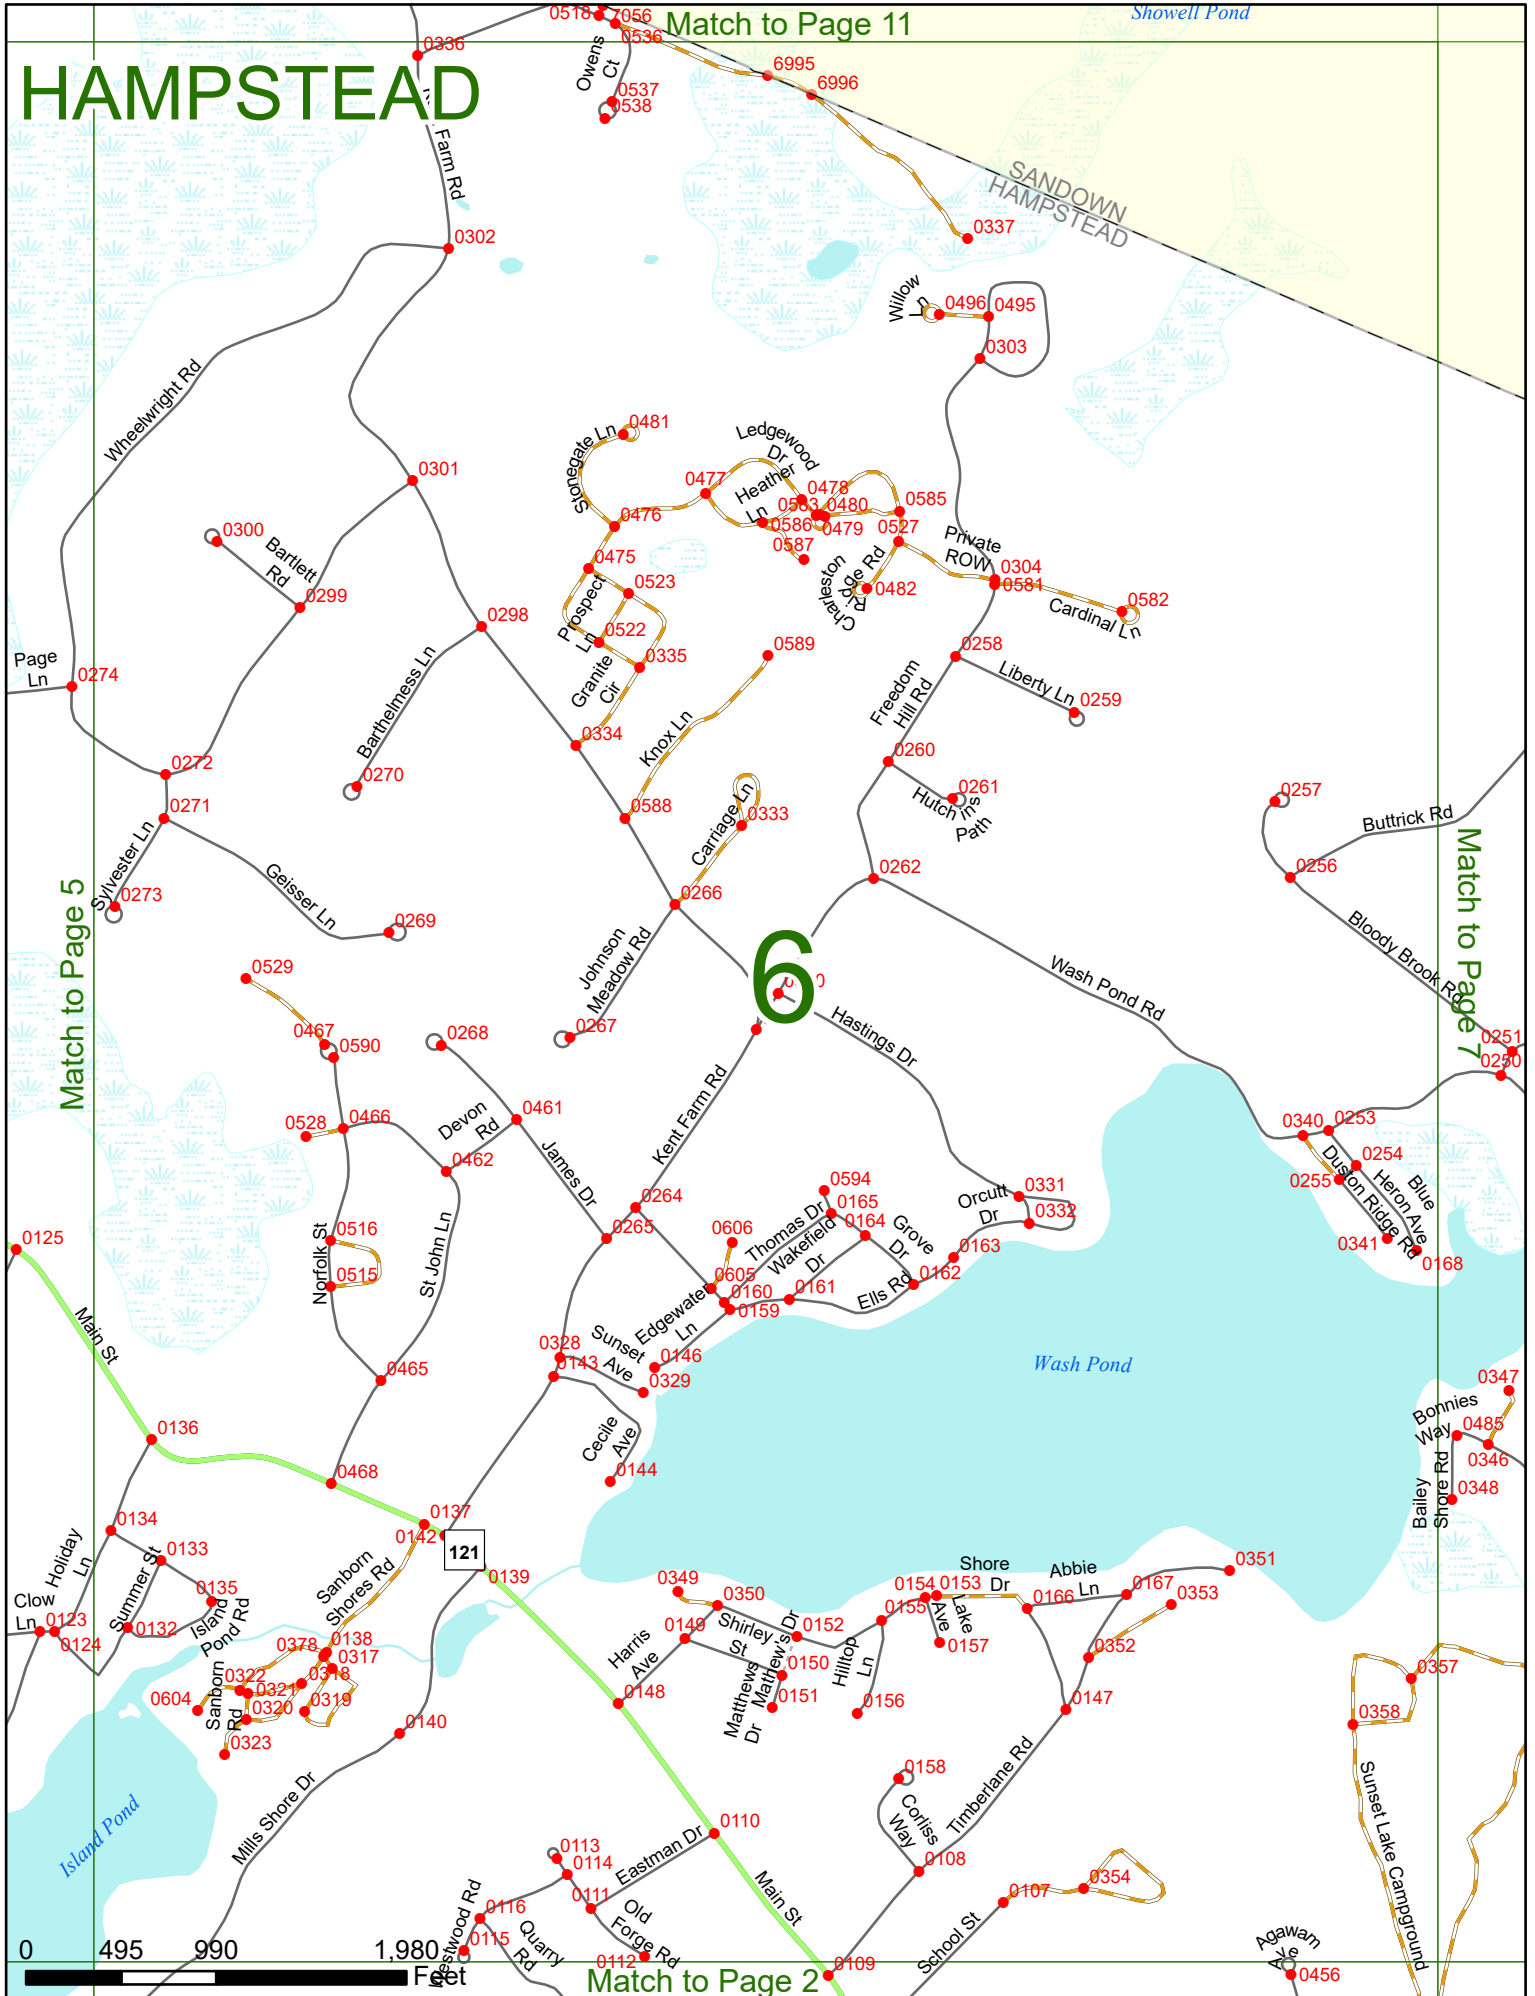 Showell Pond
0518
7056
Match to Page 11
0536
0336
Owens
Ct
HAMPSTEAD
6995
6996
0537
0538
Farm Rd
SANDOWN
HAMPSTEAD
0302
0337
Willow
Ln
0496
0495
0303
Wheelwright Rd
0481
Stonegate Ln
Ledgewood
Dr
Heather
Ln
0301
0477
0478
0583
0480
0585
0476
0586
0479
0527
0300
Bartlett
Rd
0587
Private
ROW
0475
0304
0581
Charleston
Ridge Rd
0482
0523
Prospect
Ln
0582
Cardinal Ln
0299
0298
0522
0589
0258
Page
Ln
0274
0335
Granite
Cir
Liberty Ln
0259
Barthelmess Ln
Freedom
Hill Rd
Knox Ln
0334
0272
0260
0270
0261
Hutchins
Path
0257
0271
0588
Carriage Ln
0333
Buttrick Rd
Sylvester Ln
Geisser Ln
0256
0273
0262
0266
0269
Match to Page 5
Match to Page 7
Johnson
Meadow Rd
Bloody Brook Rd
6
0529
Wash Pond Rd
0467
0590
0268
0267
Hastings Dr
0251
0250
0528
0466
Devon
Rd
0461
Kent Farm Rd
0340
0253
0462
James Dr
0254
0255
Duston Ridge Rd
Blue
Heron Ave
0594
0165
0331
Orcutt
Dr
0332
0264
0125
0516
0265
0606
Thomas Dr
Wakefield
Dr
0164
Grove
Dr
0163
0341
0168
Norfolk St
0515
St John Ln
0605
0160
0159
0161
0162
Ells Rd
Edgewater
Ln
Main St
0328
0143
Sunset
Ave
0146
0329
Wash Pond
0465
0347
Bonnies
Way
0485
0346
0136
Cecile
Ave
0144
0468
Bailey
Shore Rd
0348
0137
0142
121
0134
Holiday
Ln
0133
Summer St
0139
Sanborn
Shores Rd
Shore
Dr
Abbie
Ln
0351
0349
0350
0154
0153
0167
0353
0135
Clow
Ln
0123
0124
0132
Island
Pond Rd
0155
Lake
Ave
0166
0149
Shirley
St
0152
0157
0378
0138
0317
Harris
Ave
Mathew's Dr
Hilltop
Ln
0352
0357
0318
0150
0322
0321
0604
0319
0320
Sanborn
Rd
0148
0151
Matthews
Dr
0156
0147
0358
0323
0140
0158
Timberlane Rd
Mills Shore Dr
Corliss
Way
Sunset Lake Campground
Island Pond
0110
0113
0114
Eastman Dr
0108
0354
Westwood Rd
0111
Old
Forge Rd
Main St
0107
0116
Quarry
Rd
0115
School St
Agawam
Ave
0112
0109
0456
0 495 990 1,980
Feet
Match to Page 2